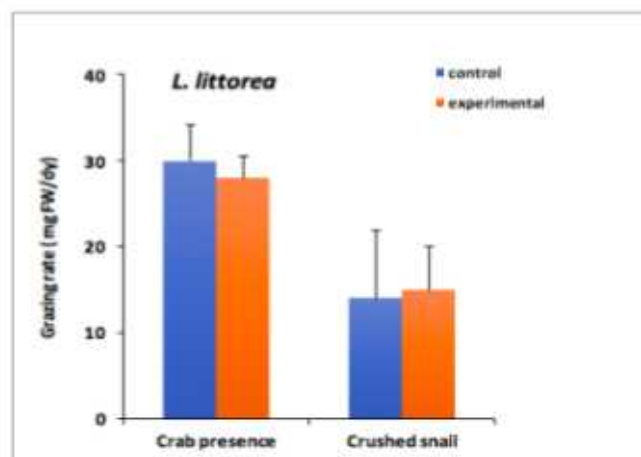 L. littorea
control
experimental
Grazing rate (mg FW/dy)
40
30
20
10
0
Crab presence
Crushed snail